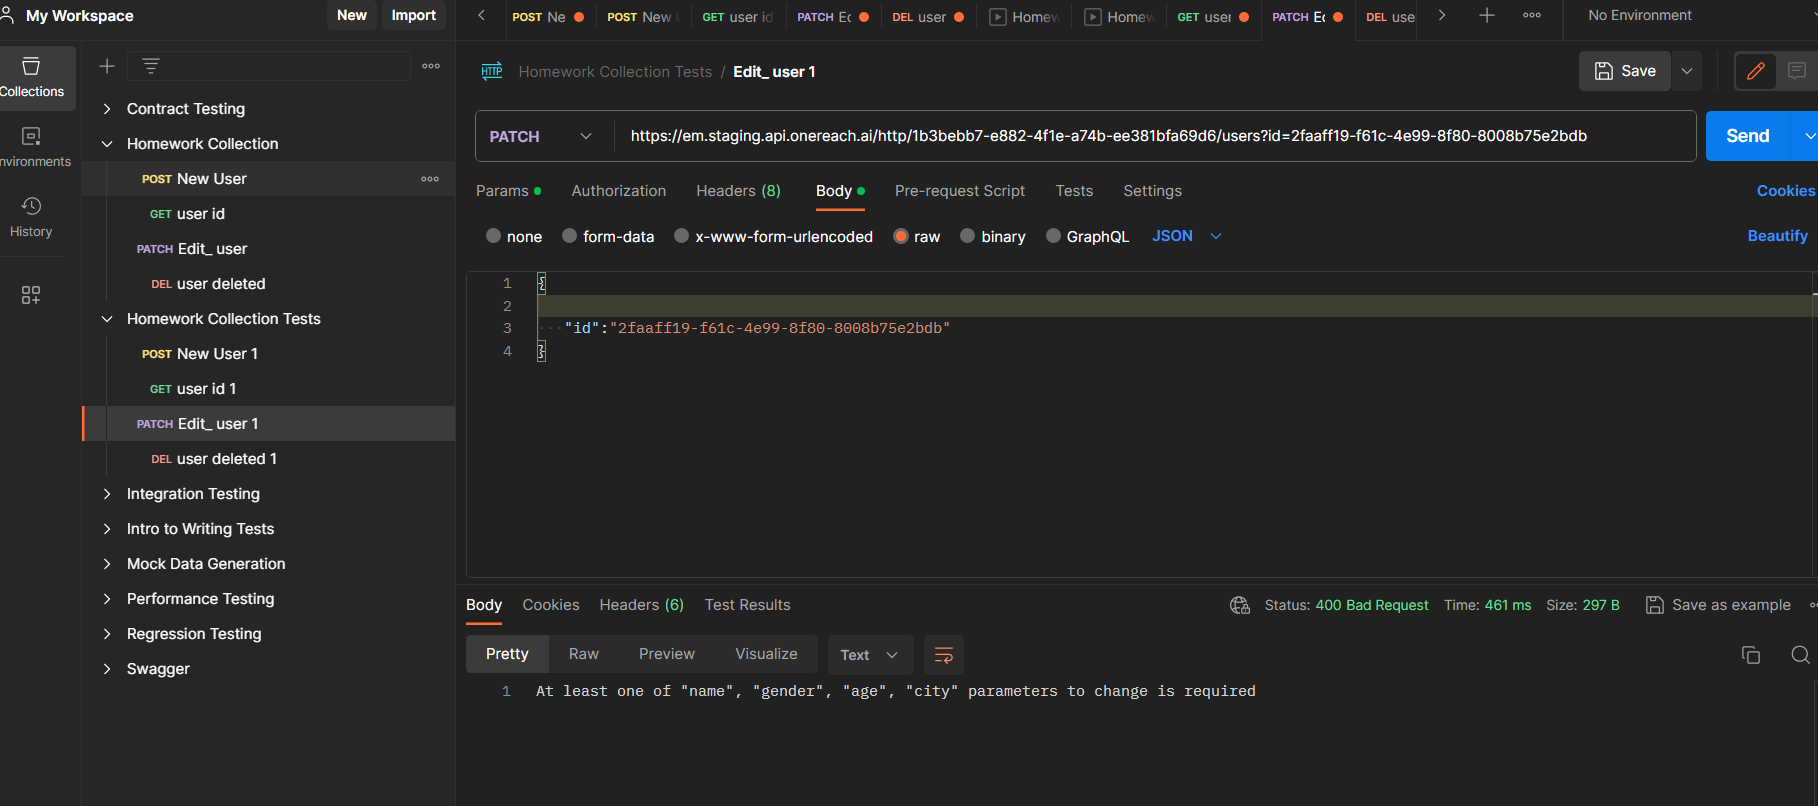 My Workspace
New
Import
POST Ne
POST New
GET user id
PATCH Ec
DEL user
Homew
Homew
GET user
PATCH Ec
DEL use
No Environment
Collections
nvironments
History
Contract Testing
Homework Collection
POST New User
GET user id
PATCH Edit_ user
DEL user deleted
Homework Collection Tests
POST New User 1
GET user id 1
PATCH Edit_ user 1
DEL user deleted 1
Integration Testing
Intro to Writing Tests
Mock Data Generation
Performance Testing
Regression Testing
Swagger
HTTP Homework Collection Tests / Edit_ user 1
Save
PATCH https://em.staging.api.onereach.ai/http/1b3bebb7-e882-4f1e-a74b-ee381bfa69d6/users?id=2faaff19-f61c-4e99-8f80-8008b75e2bdb
Send
Params Authorization Headers (8) Body Pre-request Script Tests Settings Cookies
none form-data x-www-form-urlencoded raw binary GraphQL JSON Beautify
1 {
2
3 "id":"2faaff19-f61c-4e99-8f80-8008b75e2bdb"
4 }
Body Cookies Headers (6) Test Results
Status: 400 Bad Request Time: 461 ms Size: 297 B Save as example
Pretty Raw Preview Visualize Text
1 At least one of "name", "gender", "age", "city" parameters to change is required